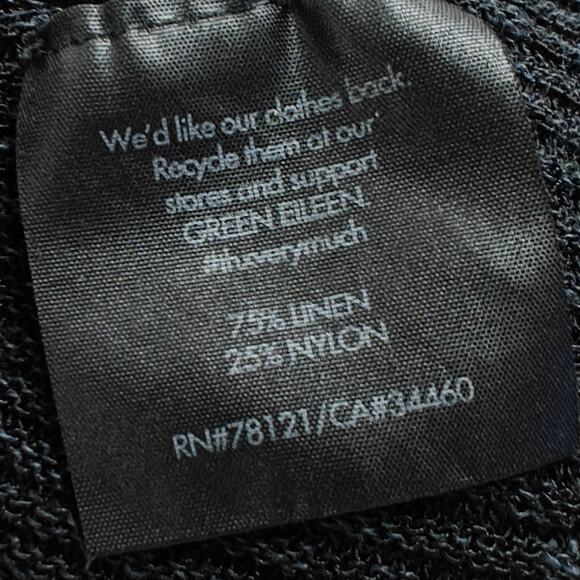 We'd like our clothes back.
Recycle them at our
stores and support
GREEN EILEEN
#thxverymuch
75% LINEN
25% NYLON
RN#78121/CA#34460